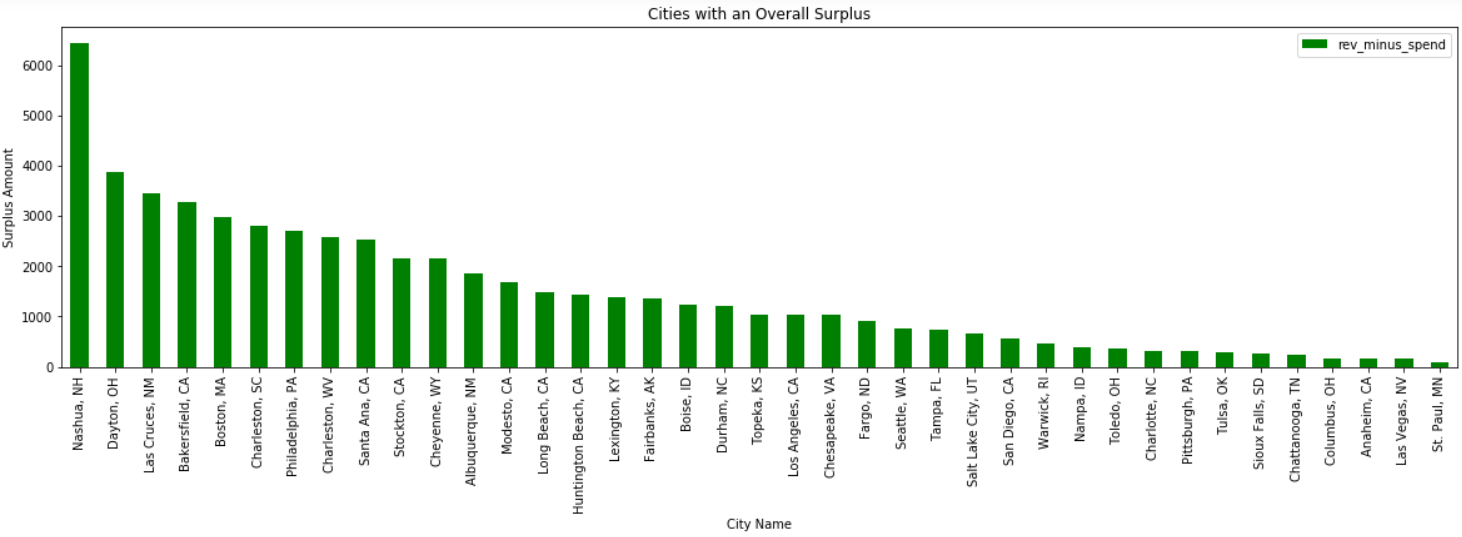 Cities with an Overall Surplus
rev_minus_spend
Surplus Amount
6000
5000
4000
3000
2000
1000
0
Nashua, NH
Dayton, OH
Las Cruces, NM
Bakersfield, CA
Boston, MA
Charleston, SC
Philadelphia, PA
Charleston, WV
Santa Ana, CA
Stockton, CA
Cheyenne, WY
Albuquerque, NM
Modesto, CA
Long Beach, CA
Huntington Beach, CA
Lexington, KY
Fairbanks, AK
Boise, ID
Durham, NC
Topeka, KS
Los Angeles, CA
Chesapeake, VA
Fargo, ND
Seattle, WA
Tampa, FL
Salt Lake City, UT
San Diego, CA
Warwick, RI
Nampa, ID
Toledo, OH
Charlotte, NC
Pittsburgh, PA
Tulsa, OK
Sioux Falls, SD
Chattanooga, TN
Columbus, OH
Anaheim, CA
Las Vegas, NV
St. Paul, MN
City Name